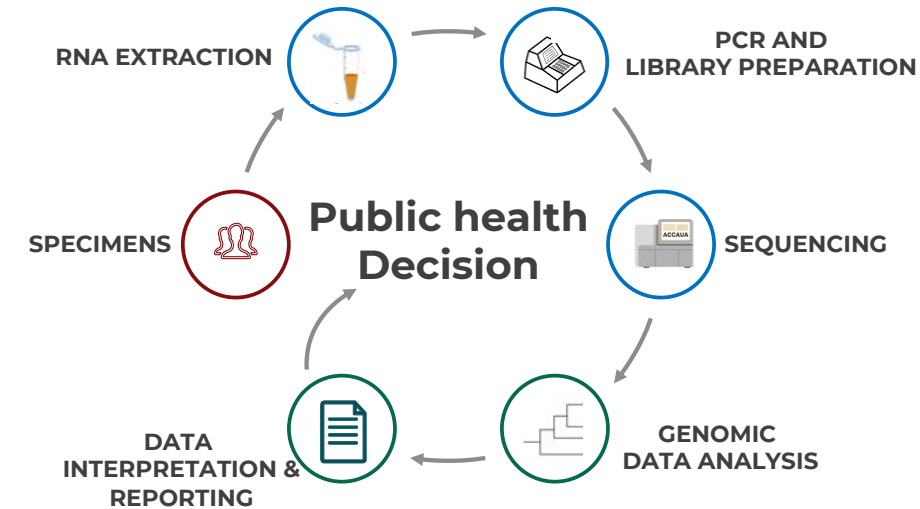 RNA EXTRACTION
PCR AND
LIBRARY PREPARATION
SPECIMENS
Public health
Decision
ACCAUA
SEQUENCING
DATA
INTERPRETATION &
REPORTING
GENOMIC
DATA ANALYSIS